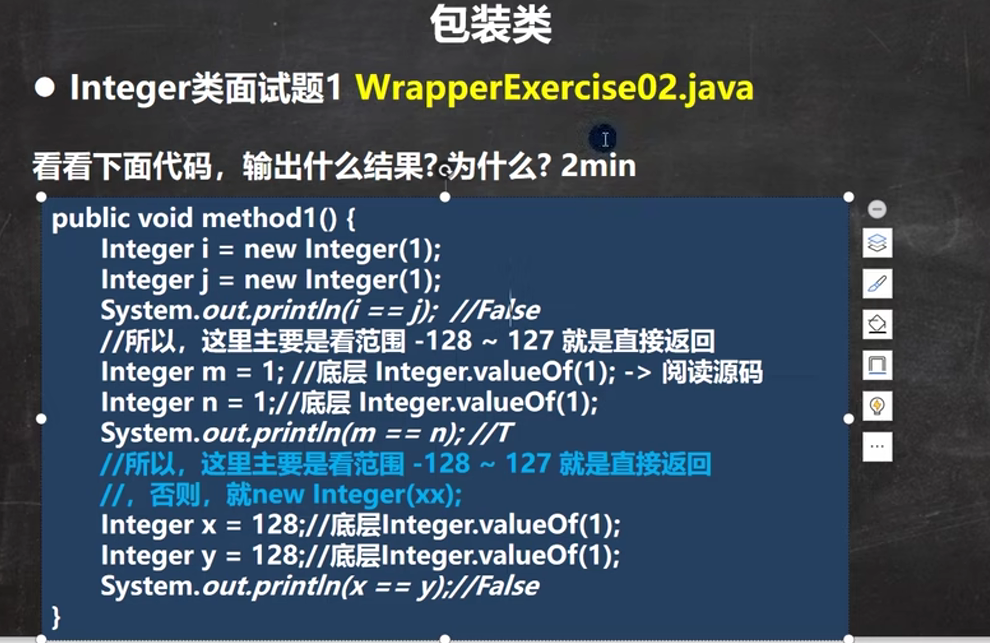 包装类
● Integer类面试题1 WrapperExercise02.java
看看下面代码，输出什么结果? 为什么? 2min
public void method1() {
Integer i = new Integer(1);
Integer j = new Integer(1);
System.out.println(i == j); //False
//所以，这里主要是看范围 -128 ~ 127 就是直接返回
Integer m = 1; //底层 Integer.valueOf(1); -> 阅读源码
Integer n = 1;//底层 Integer.valueOf(1);
System.out.println(m == n); //T
//所以，这里主要是看范围 -128 ~ 127 就是直接返回
//，否则，就new Integer(xx);
Integer x = 128;//底层Integer.valueOf(1);
Integer y = 128;//底层Integer.valueOf(1);
System.out.println(x == y);//False
}